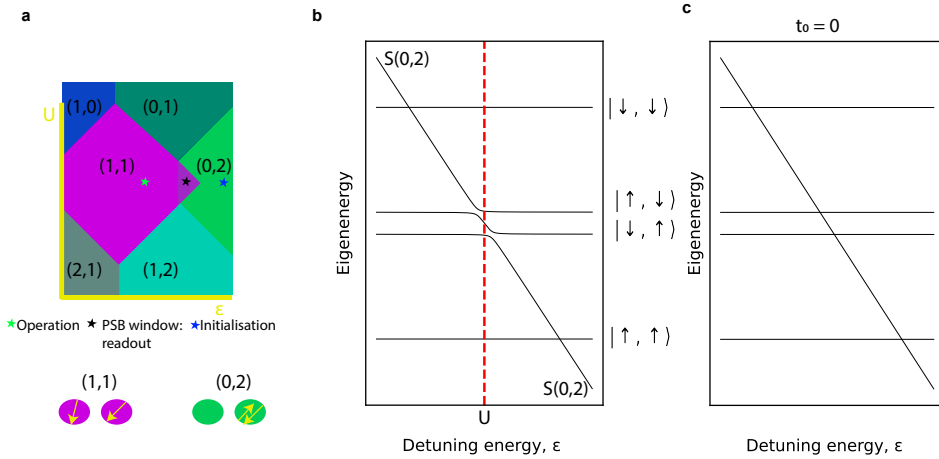 a
U
(1,0)
(0,1)
(1,1)
(0,2)
(2,1)
(1,2)
ε
Operation
PSB window:
readout
Initialisation
(1,1)
(0,2)
b
S(0,2)
|↓, ↓⟩
|↑, ↓⟩
|↓, ↑⟩
|↑, ↑⟩
S(0,2)
U
Eigenenergy
Detuning energy, ε
c
t₀ = 0
Eigenenergy
Detuning energy, ε